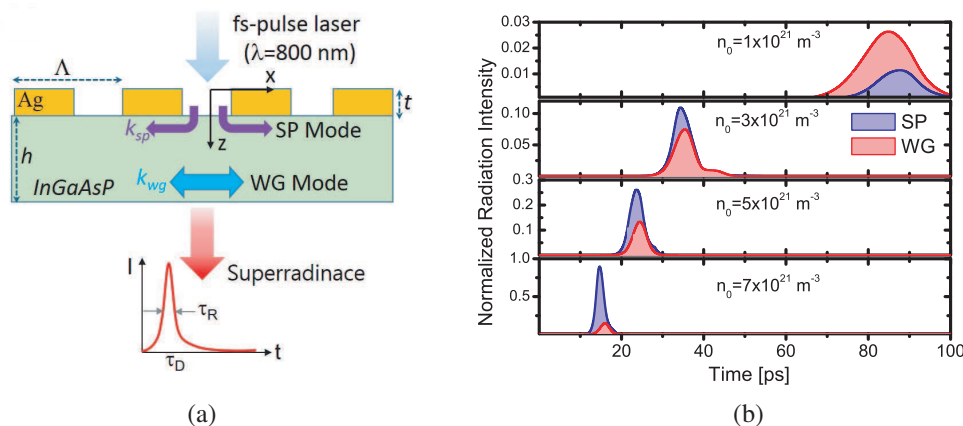 fs-pulse laser
(λ=800 nm)
Λ
x
Ag
t
k_sp
SP Mode
z
h
k_wg
WG Mode
InGaAsP
Superradinace
I
τ_R
t
τ_D
(a)
b)
Normalized Radiation Intensity
0.03
0.02
0.01
n_0=1x10^21 m^-3
0.10
0.05
n_0=3x10^21 m^-3
SP
WG
0.3
0.2
0.1
n_0=5x10^21 m^-3
1.0
0.5
n_0=7x10^21 m^-3
20 40 60 80 100
Time [ps]
(b)